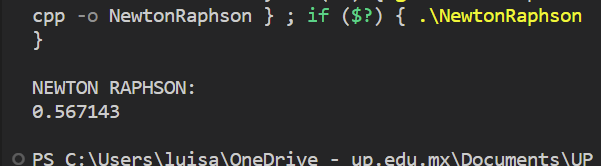 cpp -o NewtonRaphson } ; if ($?) { .\NewtonRaphson
}
NEWTON RAPHSON:
0.567143
PS C:\Users\luisa\OneDrive - up.edu.mx\Documents\UP